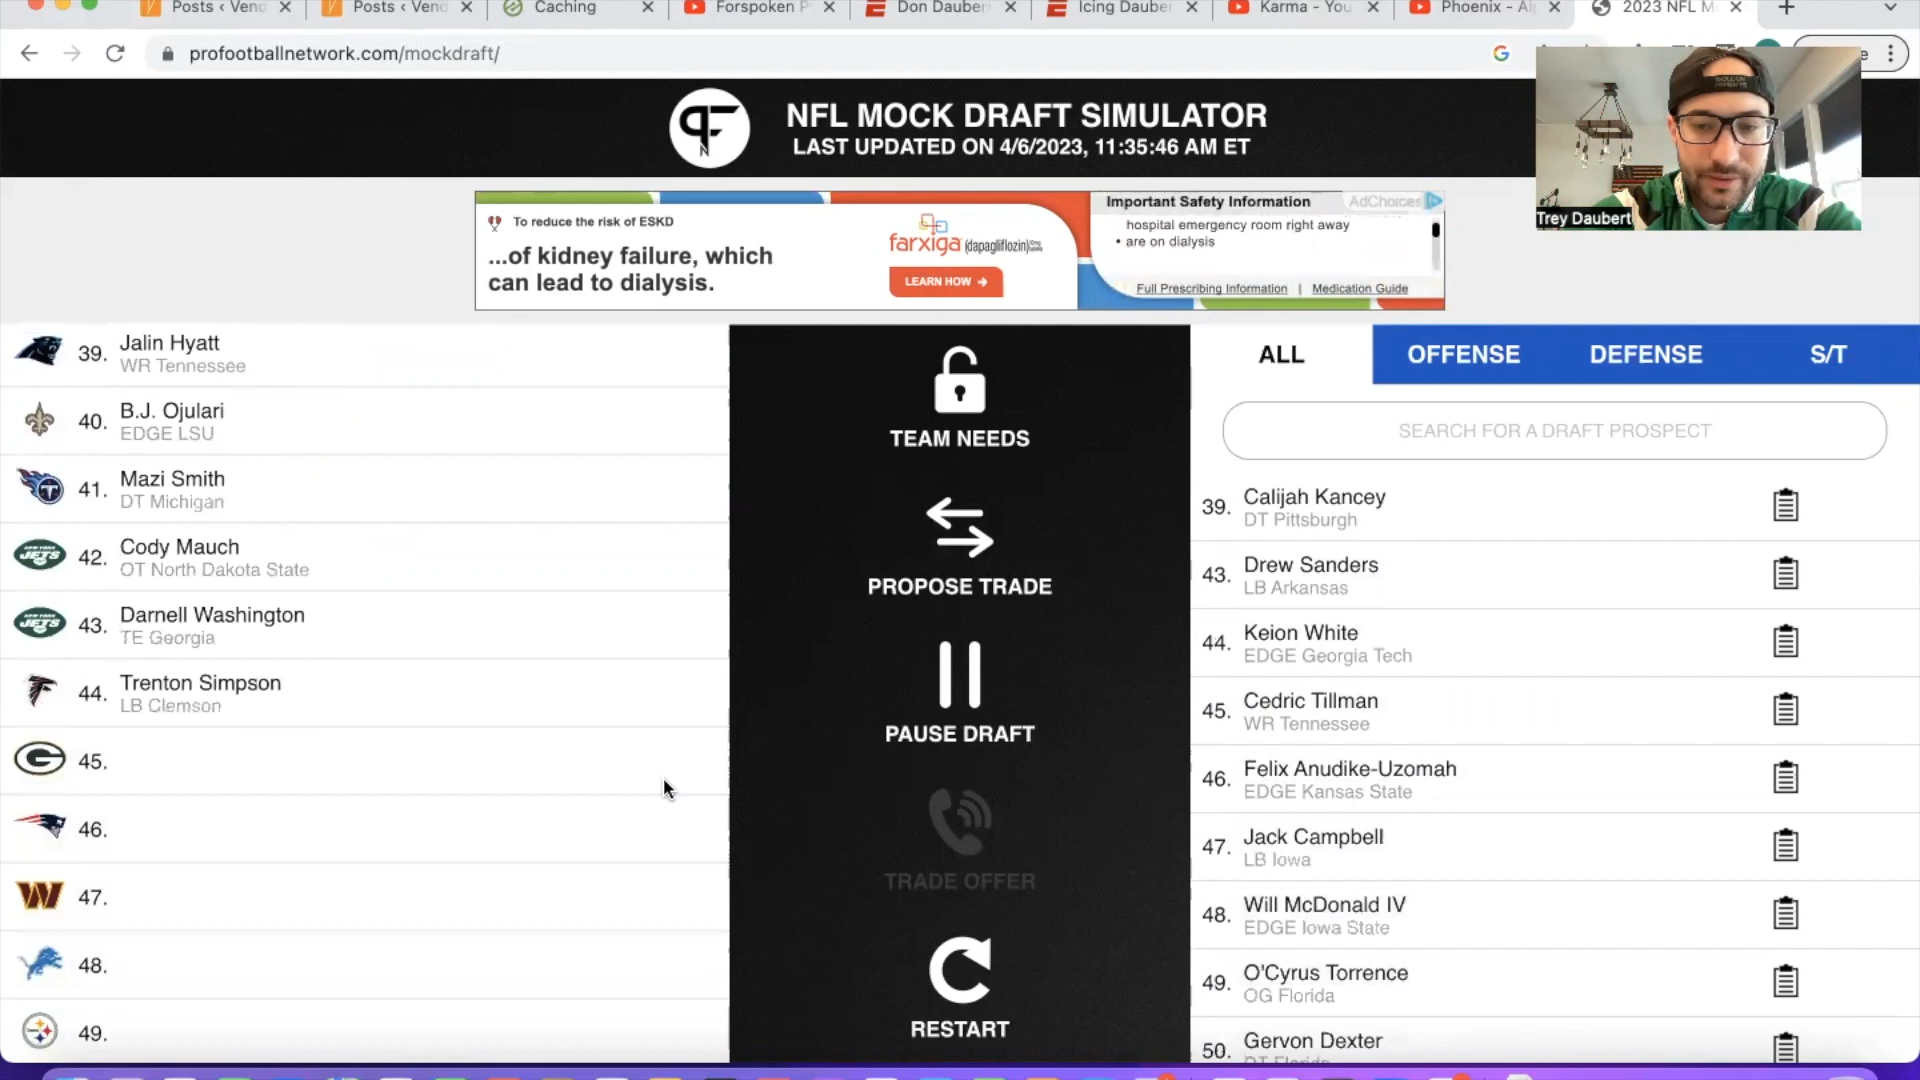 Posts ‹ Veno
Posts ‹ Veno
Caching
Forspoken P
Don Dauber
Icing Dauber
Karma - You
Phoenix - Al
2023 NFL M
profootballnetwork.com/mockdraft/
NFL MOCK DRAFT SIMULATOR
LAST UPDATED ON 4/6/2023, 11:35:46 AM ET
Trey Daubert
To reduce the risk of ESKD
...of kidney failure, which
can lead to dialysis.
farxiga (dapagliflozin)
LEARN HOW →
Important Safety Information
AdChoices
hospital emergency room right away
• are on dialysis
Full Prescribing Information | Medication Guide
39. Jalin Hyatt
WR Tennessee
40. B.J. Ojulari
EDGE LSU
41. Mazi Smith
DT Michigan
42. Cody Mauch
OT North Dakota State
43. Darnell Washington
TE Georgia
44. Trenton Simpson
LB Clemson
45.
46.
47.
48.
49.
TEAM NEEDS
PROPOSE TRADE
PAUSE DRAFT
TRADE OFFER
RESTART
ALL
OFFENSE
DEFENSE
S/T
SEARCH FOR A DRAFT PROSPECT
39. Calijah Kancey
DT Pittsburgh
43. Drew Sanders
LB Arkansas
44. Keion White
EDGE Georgia Tech
45. Cedric Tillman
WR Tennessee
46. Felix Anudike-Uzomah
EDGE Kansas State
47. Jack Campbell
LB Iowa
48. Will McDonald IV
EDGE Iowa State
49. O'Cyrus Torrence
OG Florida
50. Gervon Dexter
DT Florida